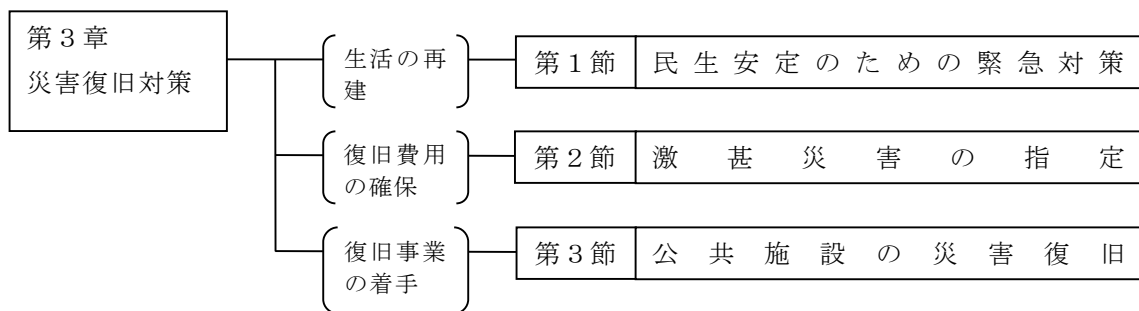 第３章
災害復旧対策
生活の再
建
第１節 民生安定のための緊急対策
復旧費用
の確保
第２節 激甚災害の指定
復旧事業
の着手
第３節 公共施設の災害復旧